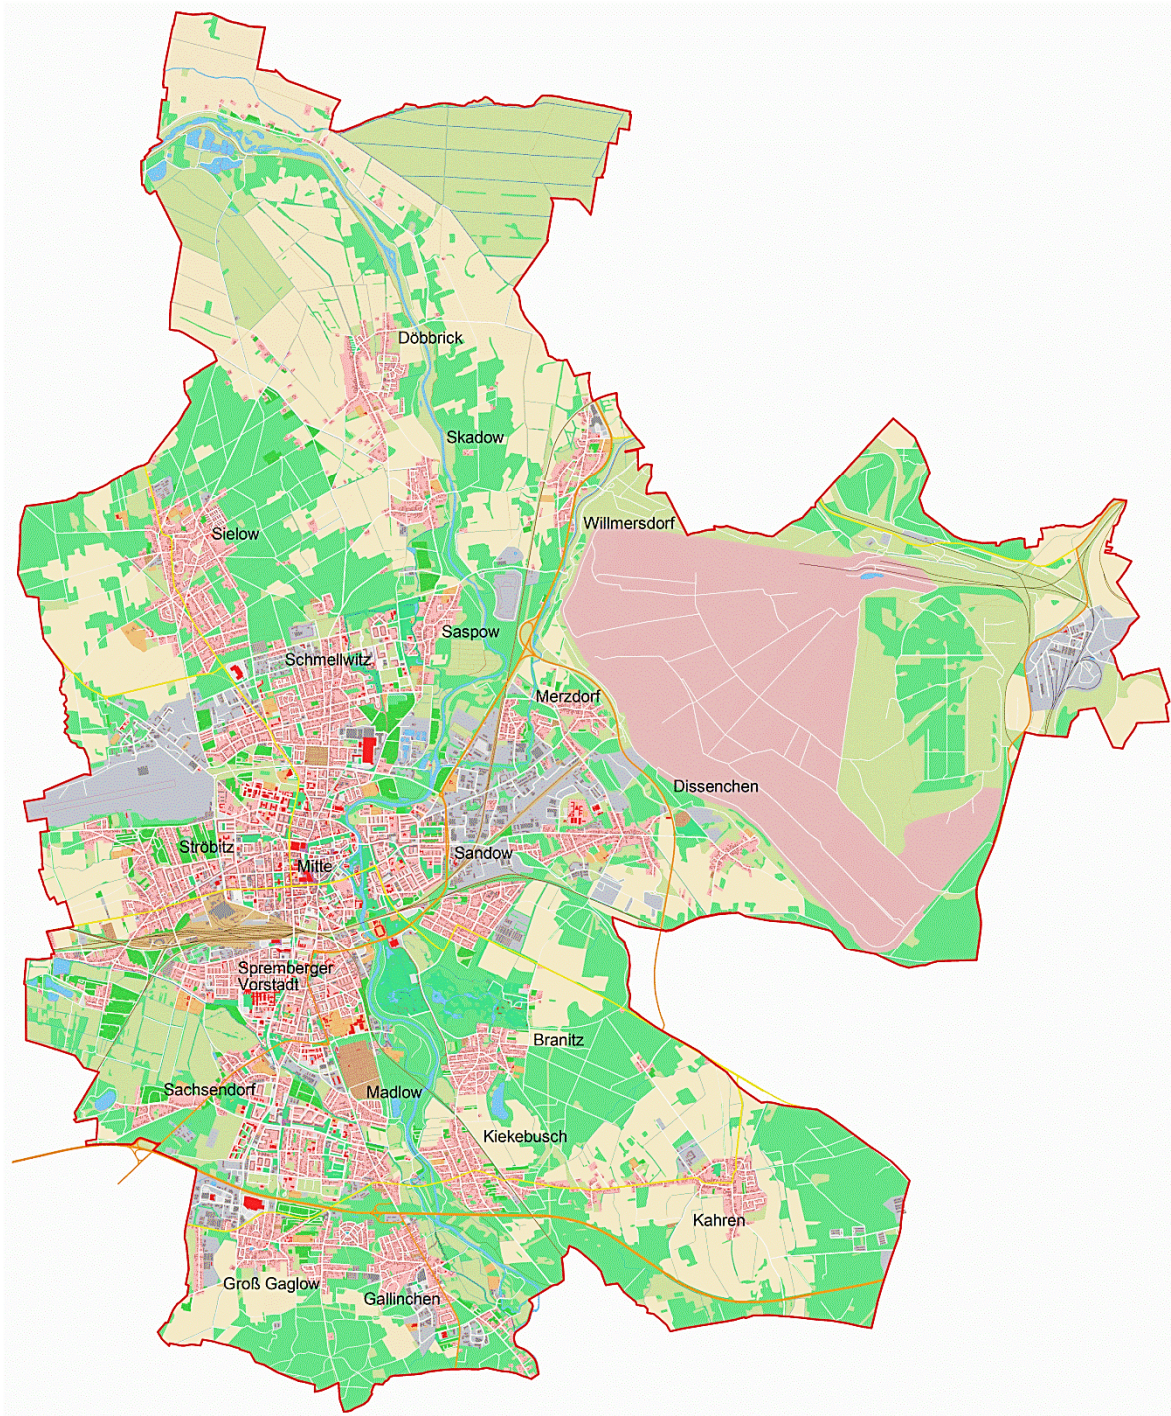 Döbbrick
Skadow
Willmersdorf
Sielow
Saspow
Schmellwitz
Merzdorf
Dissenchen
Ströbitz
Sandow
Mitte
Spremberger
Vorstadt
Branitz
Sachsendorf
Madlow
Kiekebusch
Kahren
Groß Gaglow
Gallinchen